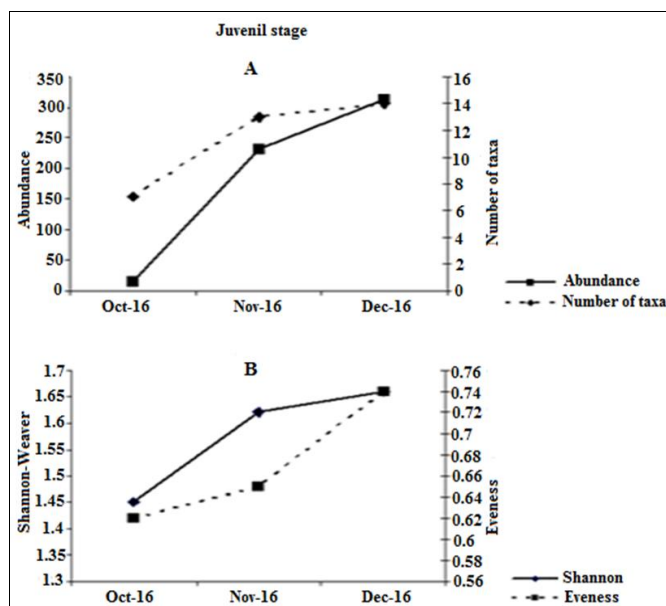 Juvenil stage
A
Abundance
350
300
250
200
150
100
50
0
Number of taxa
16
14
12
10
8
6
4
2
0
Oct-16 Nov-16 Dec-16
Abundance
Number of taxa
B
Shannon-Weaver
1.7
1.65
1.6
1.55
1.5
1.45
1.4
1.35
1.3
Eveness
0.76
0.74
0.72
0.7
0.68
0.66
0.64
0.62
0.6
0.58
0.56
Oct-16 Nov-16 Dec-16
Shannon
Eveness